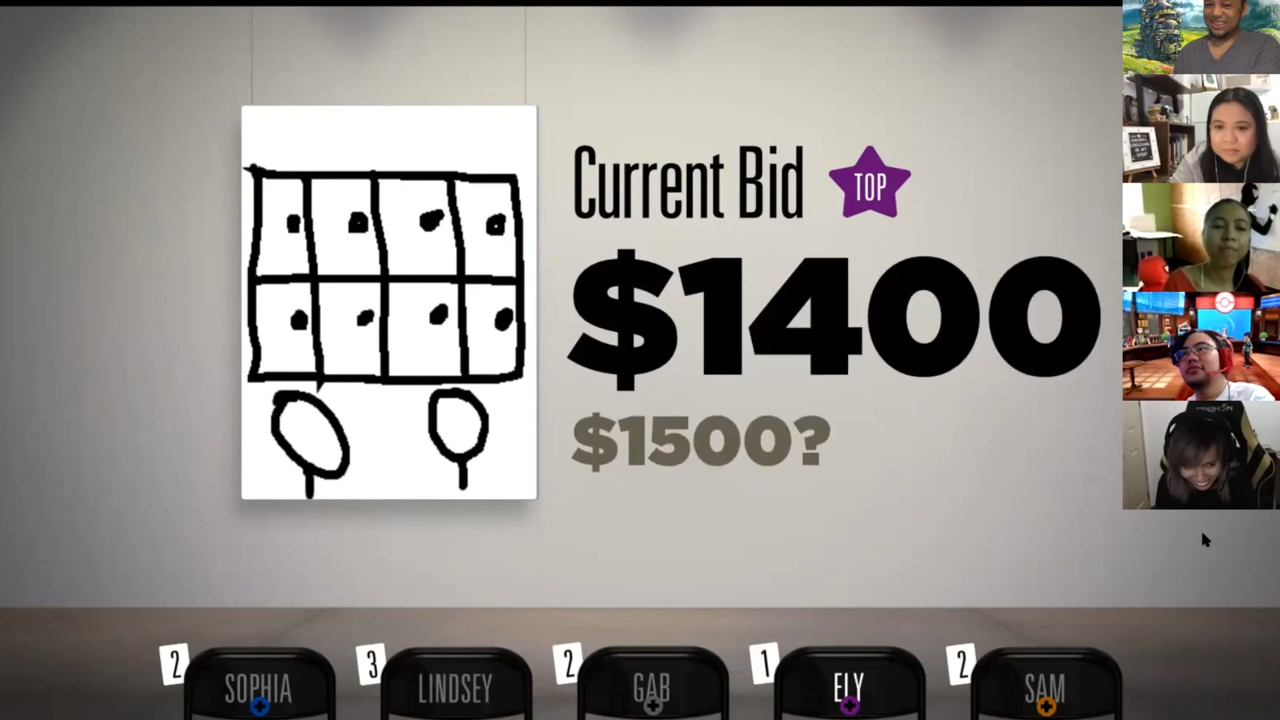 Current Bid
TOP
$1400
$1500?
2
SOPHIA
3
LINDSEY
2
GAB
1
ELY
2
SAM